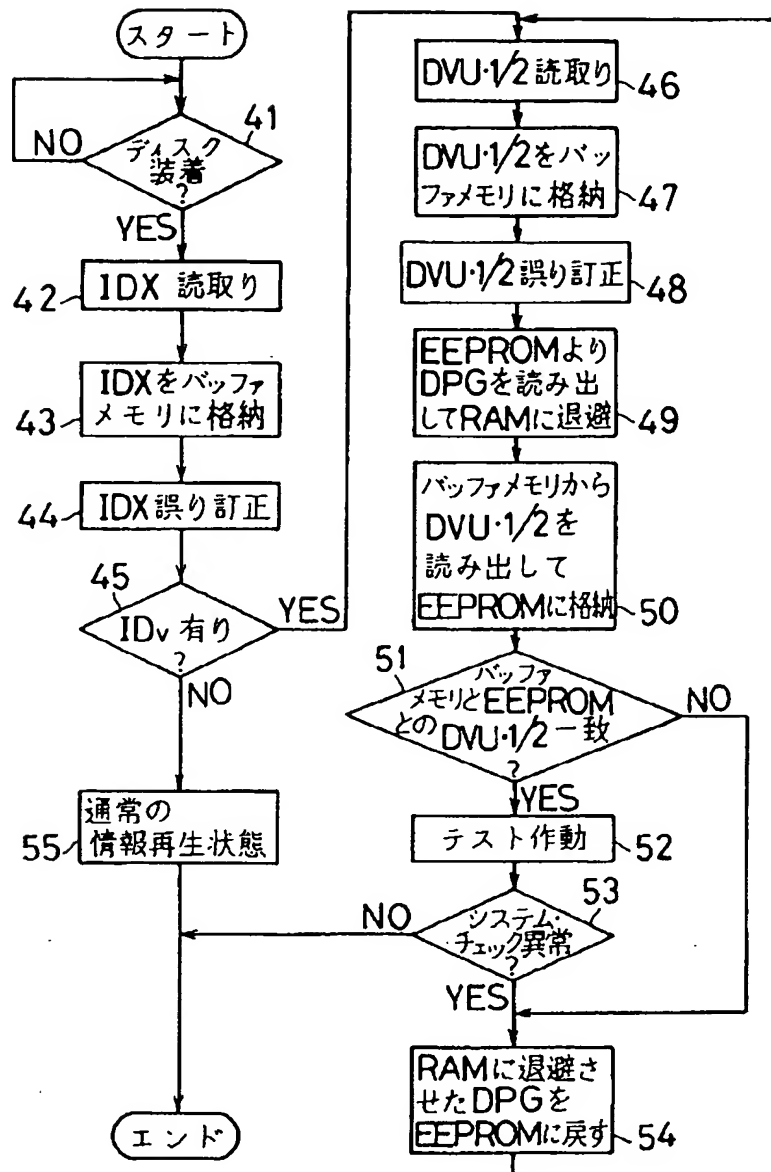 スタート
41
ディスク
装着
?
NO
YES
IDX 読取り
42
IDXをバッファ
メモリに格納
43
IDX誤り訂正
44
45
IDv 有り
?
YES
NO
通常の
情報再生状態
55
エンド
DVU·1/2 読取り
46
DVU·1/2をバッ
ファメモリに格納
47
DVU·1/2誤り訂正
48
EEPROMより
DPGを読み出
してRAMに退避
49
バッファメモリから
DVU·1/2を
読み出して
EEPROMに格納
50
51
バッファ
メモリとEEPROM
との
DVU·1/2一致
?
NO
YES
テスト作動
52
53
システム・
チェック異常
?
NO
YES
RAMに退避さ
せたDPGを
EEPROMに戻す
54